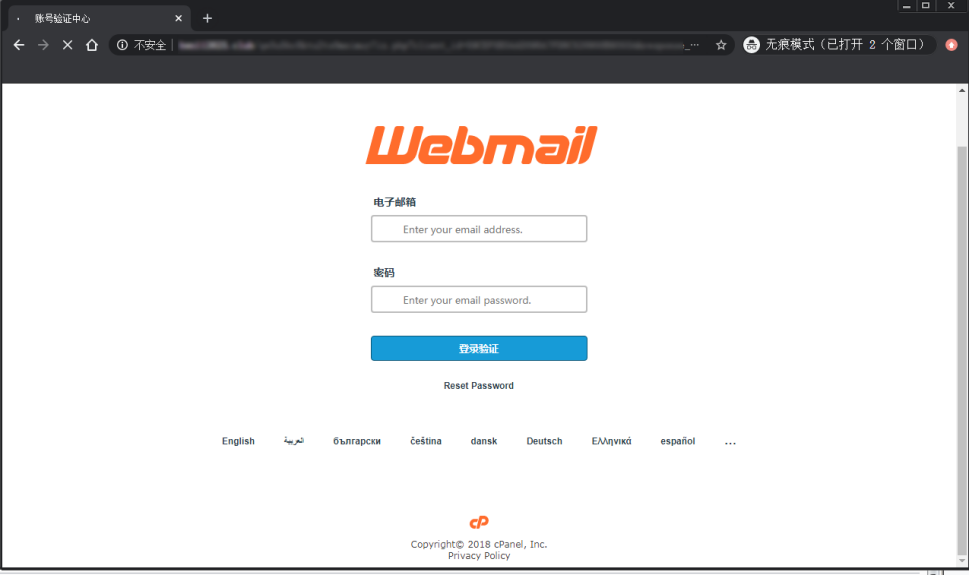 账号验证中心
不安全
无痕模式（已打开 2 个窗口）
Webmail
电子邮箱
Enter your email address.
密码
Enter your email password.
登录验证
Reset Password
English العربية български čeština dansk Deutsch Ελληνικά español ...
cP
Copyright© 2018 cPanel, Inc.
Privacy Policy